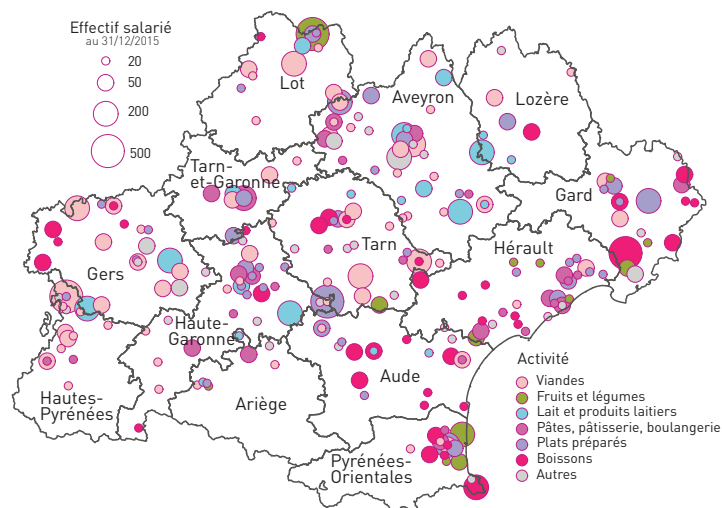 Effectif salarié
au 31/12/2015
20
50
200
500
Lot
Aveyron
Lozère
Tarn-
et-Garonne
Gard
Tarn
Hérault
Gers
Haute-
Garonne
Hautes-
Pyrénées
Ariège
Aude
Pyrénées-
Orientales
Activité
Viandes
Fruits et légumes
Lait et produits laitiers
Pâtes, pâtisserie, boulangerie
Plats préparés
Boissons
Autres